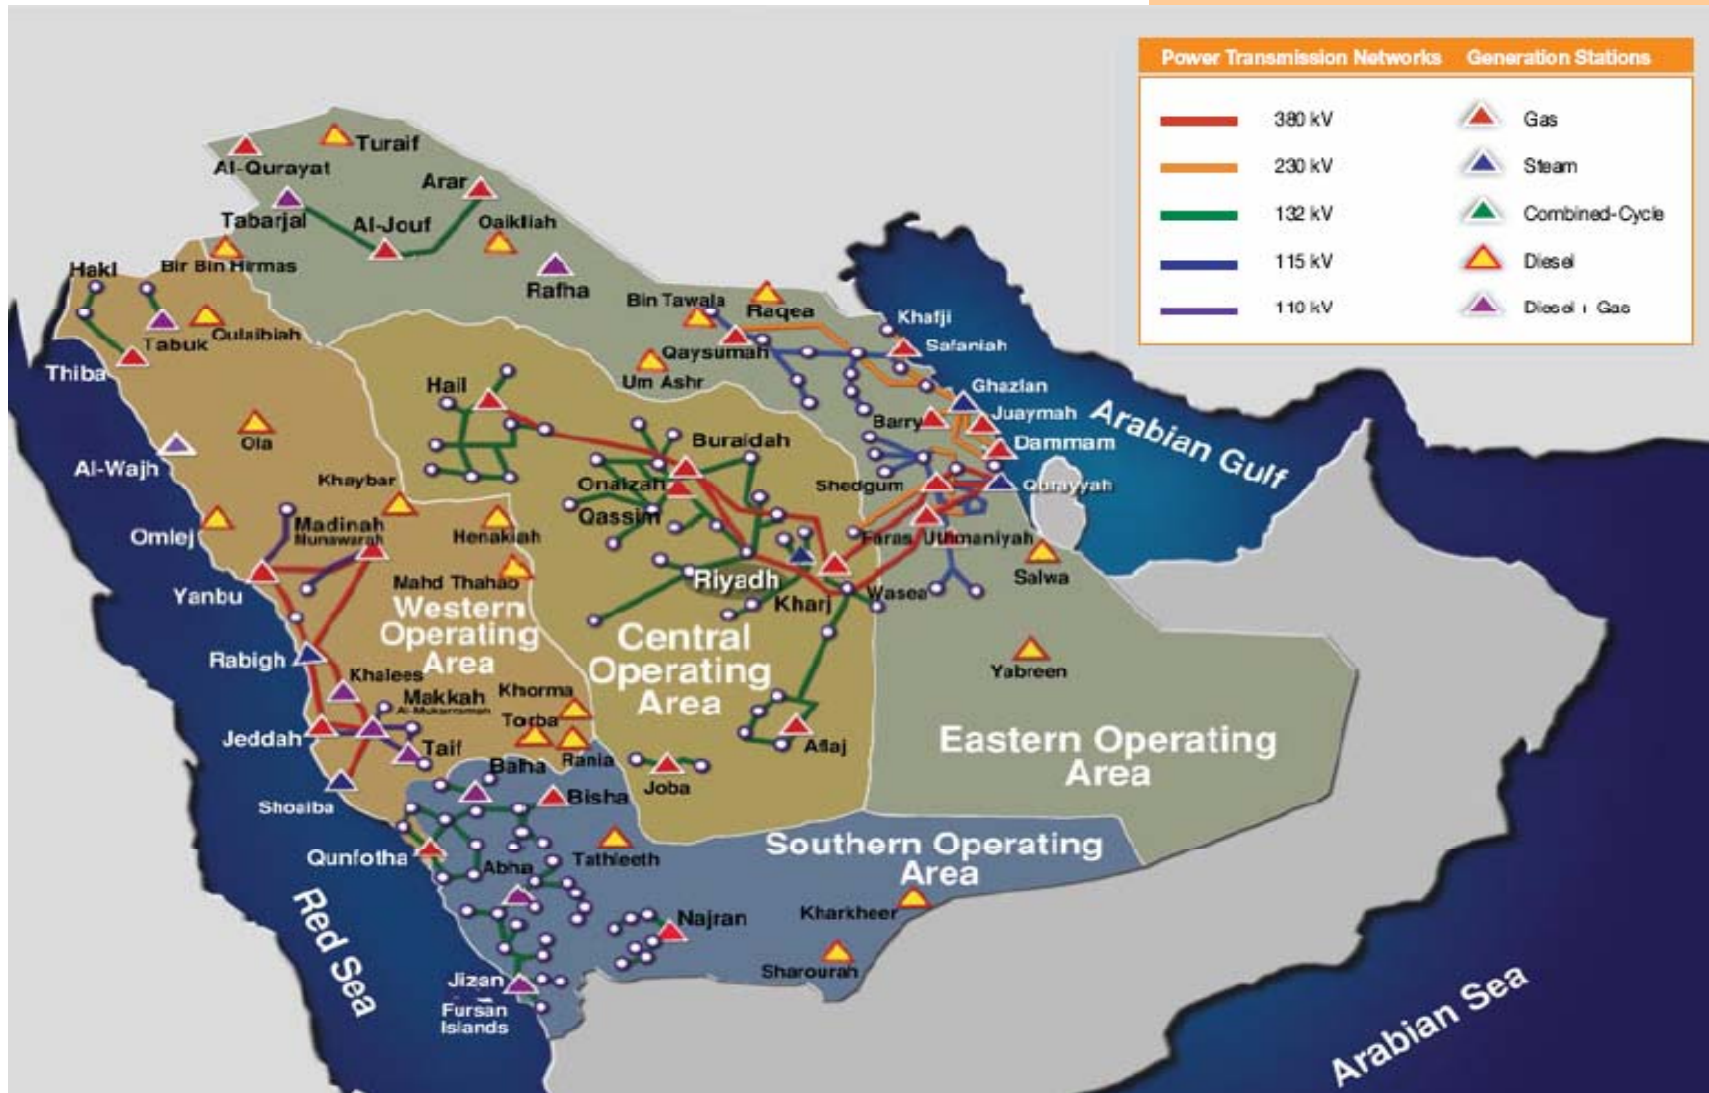 Power Transmission Networks Generation Stations
380 kV Gas
230 kV Steam
132 kV Combined-Cycle
115 kV Diesel
110 kV Diesel + Gas
Turaif
Al-Qurayat
Arar
Tabarjal
Al-Jouf
Bir Bin Hirmas
Rafha
Hakl
Bin Tawala
Raqea
Khafji
Tabuk
Qulaibiah
Qaysumah
Safaniah
Thiba
Um Ashr
Hail
Ghazlan
Juaymah
Barry
Arabian Gulf
Ola
Buraidah
Dammam
Al-Wajh
Khaybar
Onaizah
Shedgum
Qurayyah
Qassim
Omlej
Madinah
Munawarah
Henakiah
Faras
Uthmaniyah
Mahd Thahab
Riyadh
Salwa
Yanbu
Kharj
Wasea
Western
Operating
Area
Central
Operating
Area
Rabigh
Khalees
Yabreen
Makkah
Al-Mukarramah
Khorma
Torba
Jeddah
Taif
Rania
Aflaj
Eastern Operating
Area
Baha
Joba
Shoaiba
Bisha
Qunfotha
Abha
Tathleeth
Southern Operating
Area
Red Sea
Najran
Kharkheer
Sharourah
Jizan
Fursan
Islands
Arabian Sea